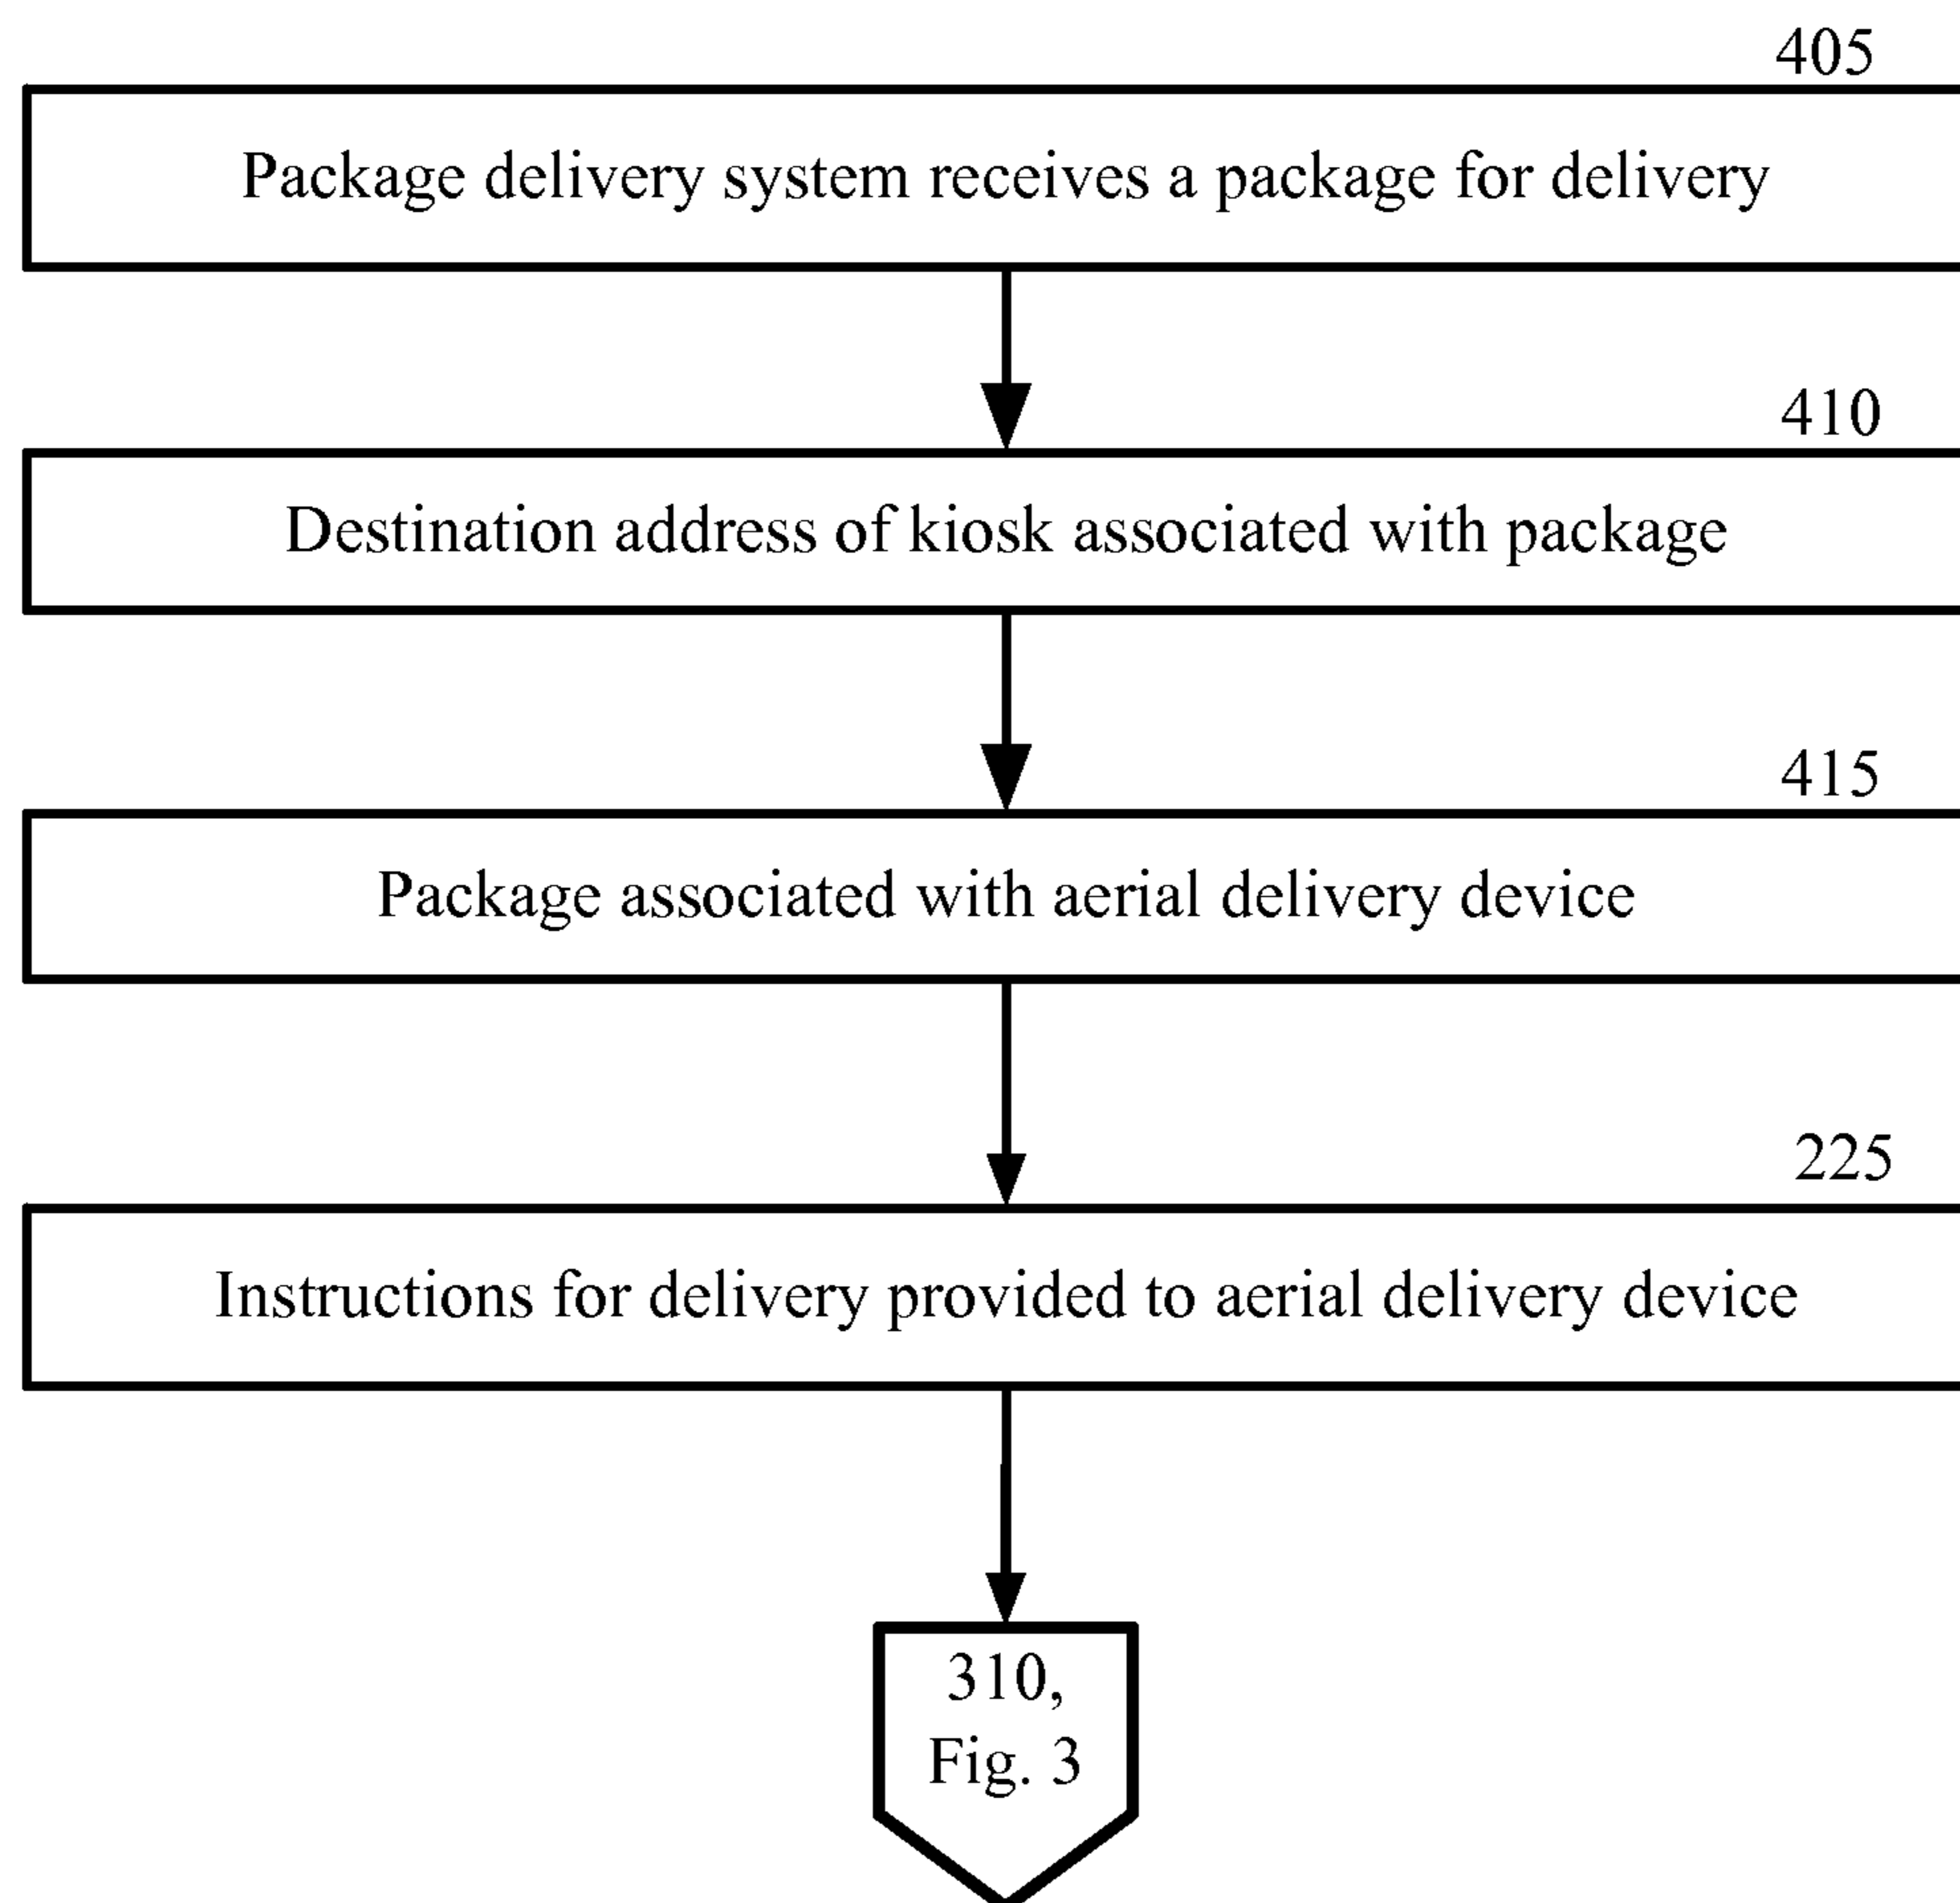 405
Package delivery system receives a package for delivery
410
Destination address of kiosk associated with package
415
Package associated with aerial delivery device
225
Instructions for delivery provided to aerial delivery device
310,
Fig. 3